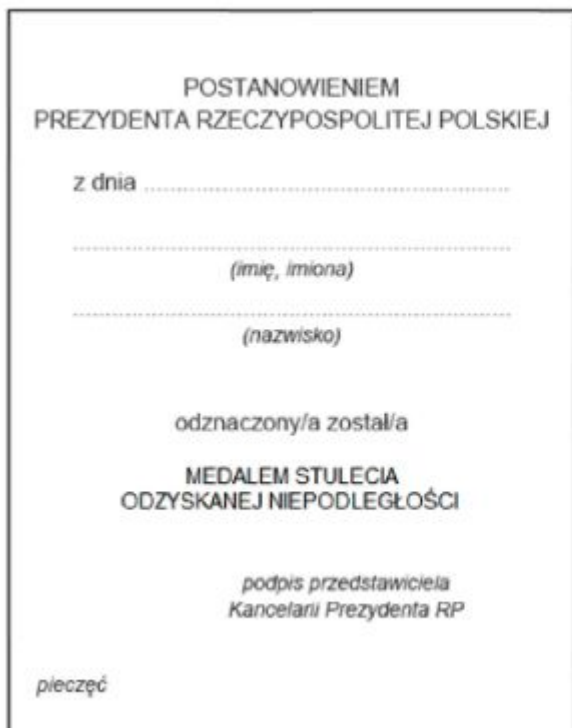 POSTANOWIENIEM
PREZYDENTA RZECZYPOSPOLITEJ POLSKIEJ
z dnia ................................................................
................................................................
(imię, imiona)
................................................................
(nazwisko)
odznaczony/a został/a
MEDALEM STULECIA
ODZYSKANEJ NIEPODLEGŁOŚCI
podpis przedstawiciela
Kancelarii Prezydenta RP
pieczęć